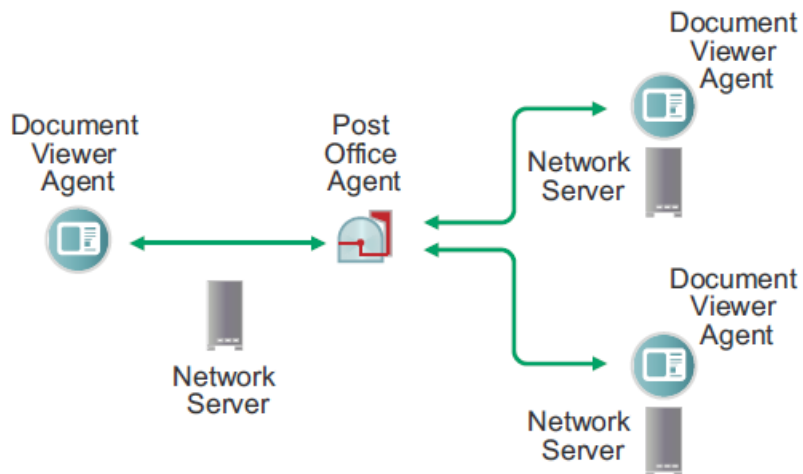 Document
Viewer
Agent
Network
Server
Post
Office
Agent
Document
Viewer
Agent
Network
Server
Document
Viewer
Agent
Network
Server